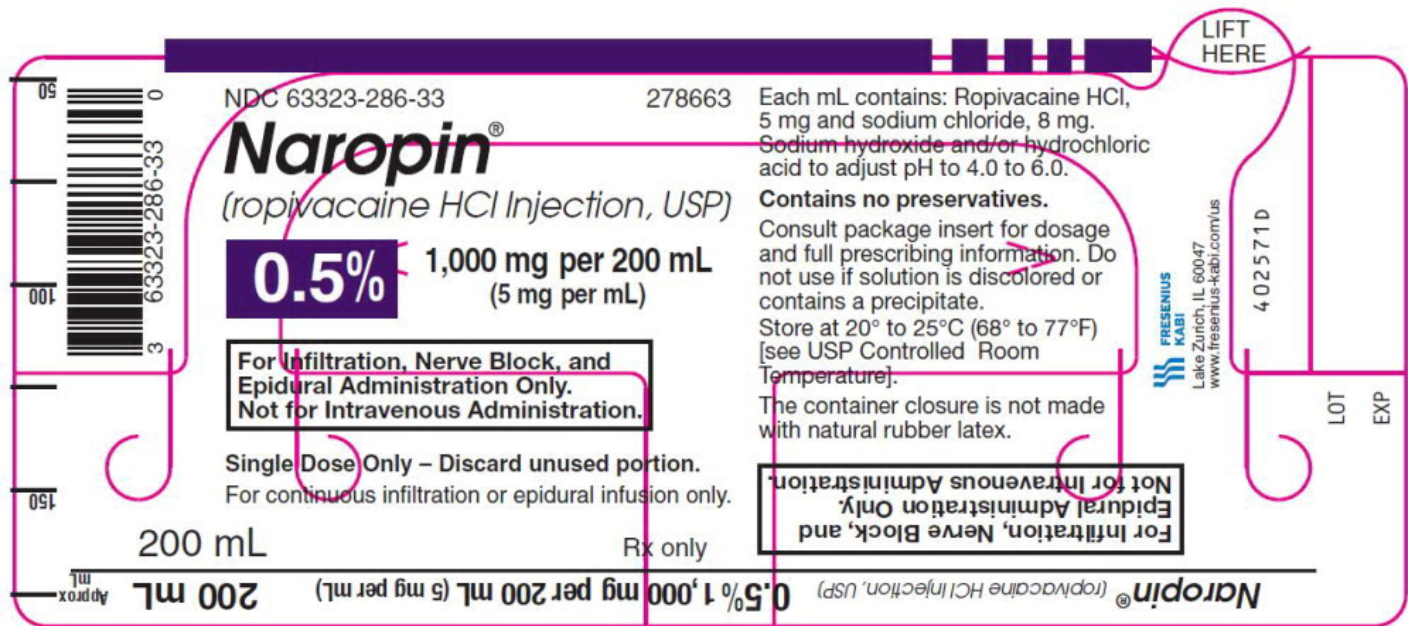 LIFT
HERE
50
100
150
Approx
mL
3 63323-286-33 0
NDC 63323-286-33 278663
Naropin®
(ropivacaine HCl Injection, USP)
0.5%
1,000 mg per 200 mL
(5 mg per mL)
For Infiltration, Nerve Block, and
Epidural Administration Only.
Not for Intravenous Administration.
Single Dose Only – Discard unused portion.
For continuous infiltration or epidural infusion only.
200 mL Rx only
Each mL contains: Ropivacaine HCl,
5 mg and sodium chloride, 8 mg.
Sodium hydroxide and/or hydrochloric
acid to adjust pH to 4.0 to 6.0.
Contains no preservatives.
Consult package insert for dosage
and full prescribing information. Do
not use if solution is discolored or
contains a precipitate.
Store at 20° to 25°C (68° to 77°F)
[see USP Controlled Room
Temperature].
The container closure is not made
with natural rubber latex.
For Infiltration, Nerve Block, and
Epidural Administration Only.
Not for Intravenous Administration.
FRESENIUS
KABI
Lake Zurich, IL 60047
www.fresenius-kabi.com/us
402571D
LOT
EXP
Naropin® (ropivacaine HCl Injection, USP) 0.5% 1,000 mg per 200 mL (5 mg per mL) 200 mL